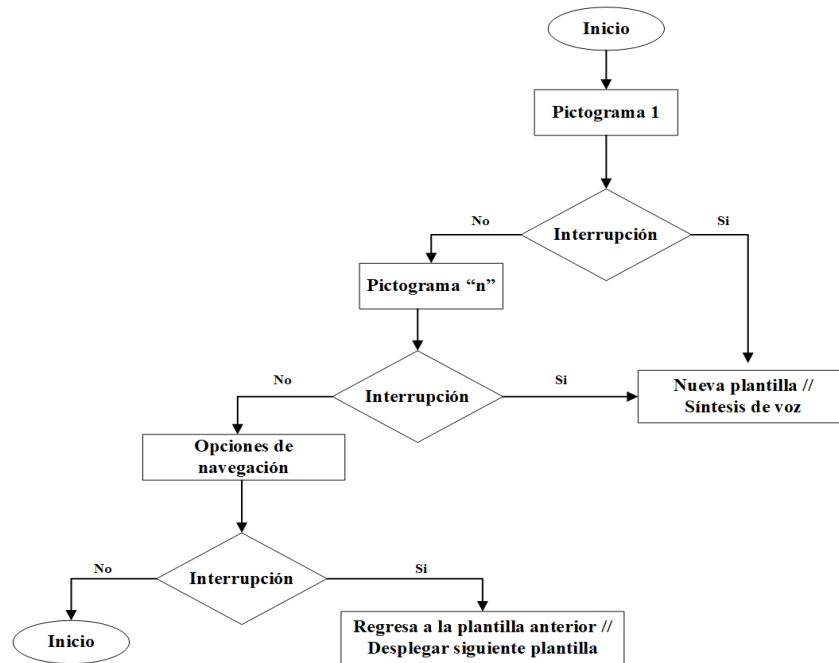 Inicio
Pictograma 1
No
Si
Interrupción
Pictograma “n”
No
Si
Interrupción
Nueva plantilla //
Síntesis de voz
Opciones de
navegación
No
Si
Interrupción
Inicio
Regresa a la plantilla anterior //
Desplegar siguiente plantilla